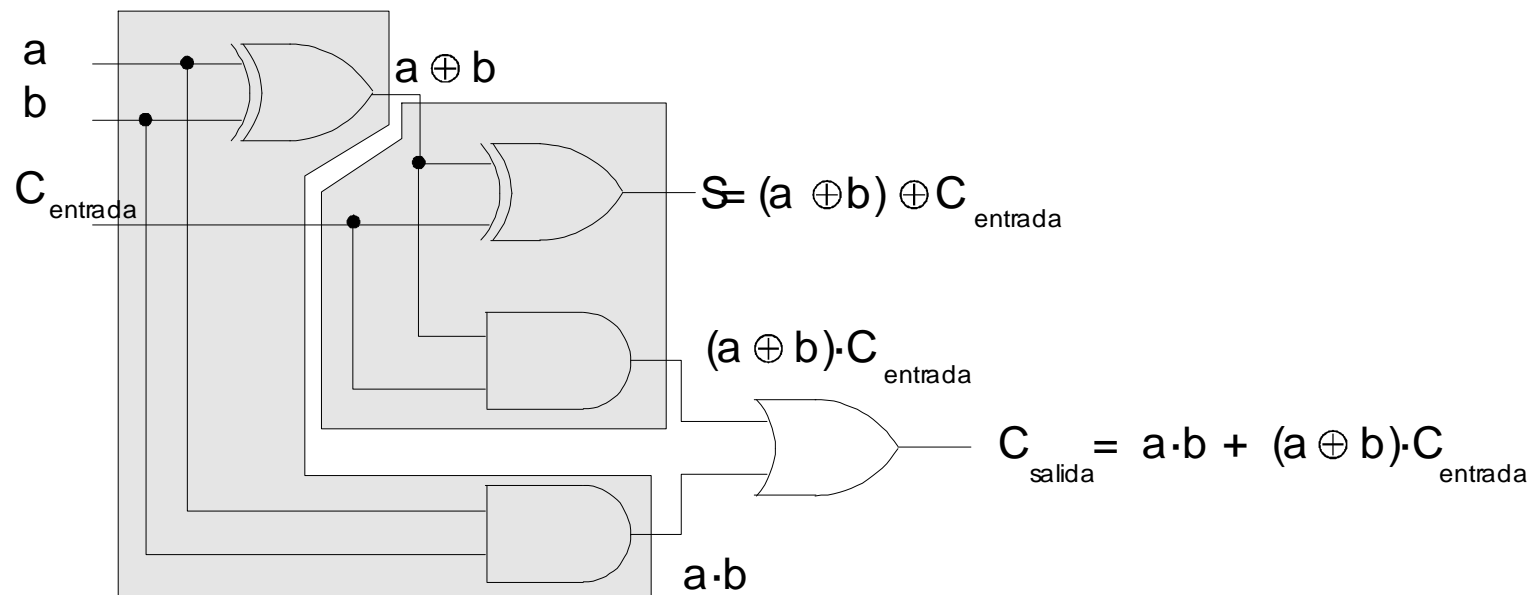 a
a ⊕ b
b
C entrada
S= (a ⊕b) ⊕C entrada
(a ⊕ b)·C entrada
C salida= a·b + (a ⊕ b)·C entrada
a·b